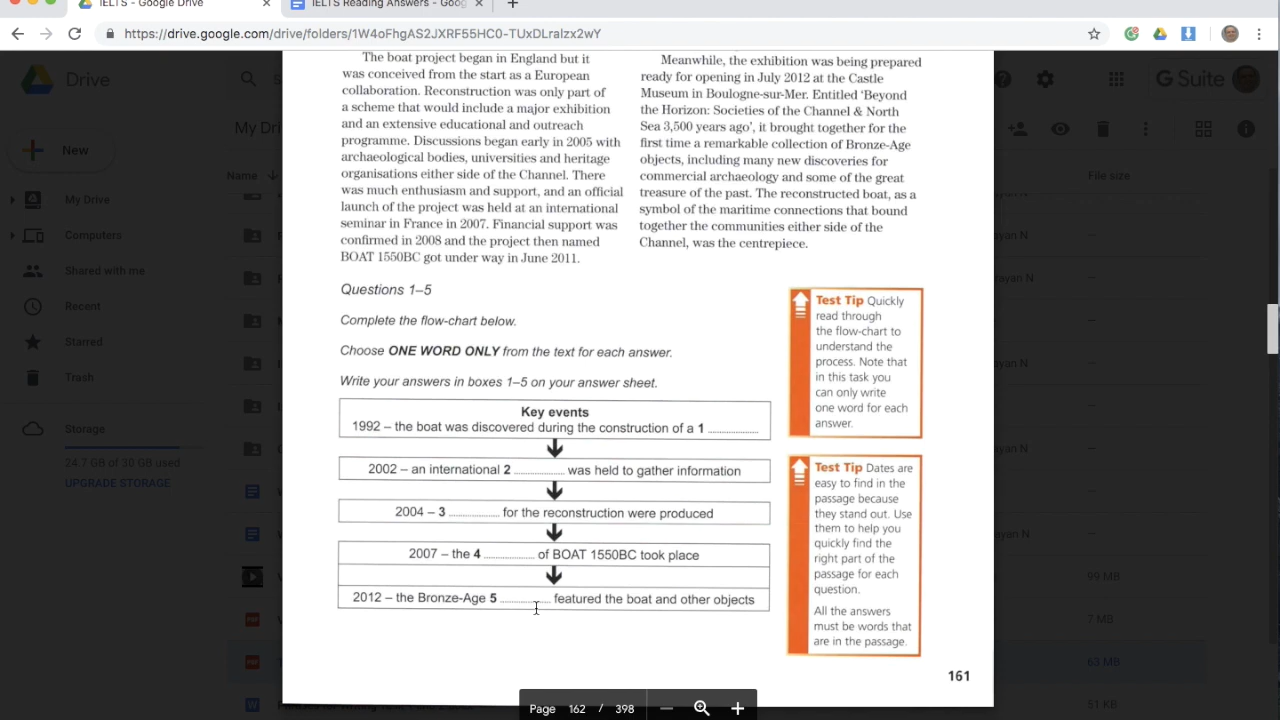 IELTS - Google Drive
IELTS Reading Answers - Goog
https://drive.google.com/drive/folders/1W4oFhgAS2JXRF55HC0-TUxDLralzx2wY
Drive
G Suite
My Dri
New
Name
File size
My Drive
Computers
Shared with me
Recent
Starred
Trash
Storage
24.7 GB of 30 GB used
UPGRADE STORAGE
99 MB
7 MB
63 MB
51 KB
The boat project began in England but it
was conceived from the start as a European
collaboration. Reconstruction was only part of
a scheme that would include a major exhibition
and an extensive educational and outreach
programme. Discussions began early in 2005 with
archaeological bodies, universities and heritage
organisations either side of the Channel. There
was much enthusiasm and support, and an official
launch of the project was held at an international
seminar in France in 2007. Financial support was
confirmed in 2008 and the project then named
BOAT 1550BC got under way in June 2011.
Meanwhile, the exhibition was being prepared
ready for opening in July 2012 at the Castle
Museum in Boulogne-sur-Mer. Entitled ‘Beyond
the Horizon: Societies of the Channel & North
Sea 3,500 years ago’, it brought together for the
first time a remarkable collection of Bronze-Age
objects, including many new discoveries for
commercial archaeology and some of the great
treasure of the past. The reconstructed boat, as a
symbol of the maritime connections that bound
together the communities either side of the
Channel, was the centrepiece.
Questions 1–5
Complete the flow-chart below.
Choose ONE WORD ONLY from the text for each answer.
Write your answers in boxes 1–5 on your answer sheet.
Key events
1992 – the boat was discovered during the construction of a 1 ..................
2002 – an international 2 .................. was held to gather information
2004 – 3 .................. for the reconstruction were produced
2007 – the 4 .................. of BOAT 1550BC took place
2012 – the Bronze-Age 5 .................. featured the boat and other objects
Test Tip Quickly
read through
the flow-chart to
understand the
process. Note that
in this task you
can only write
one word for each
answer.
Test Tip Dates are
easy to find in the
passage because
they stand out. Use
them to help you
quickly find the
right part of the
passage for each
question.
All the answers
must be words that
are in the passage.
161
Page 162 / 398